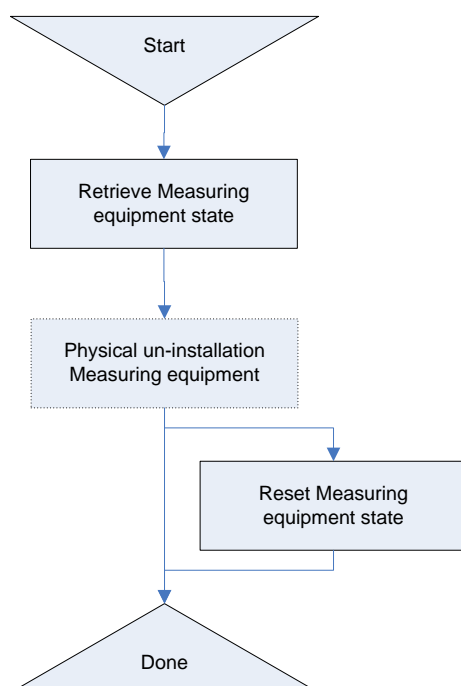 Start
Retrieve Measuring
equipment state
Physical un-installation
Measuring equipment
Reset Measuring
equipment state
Done